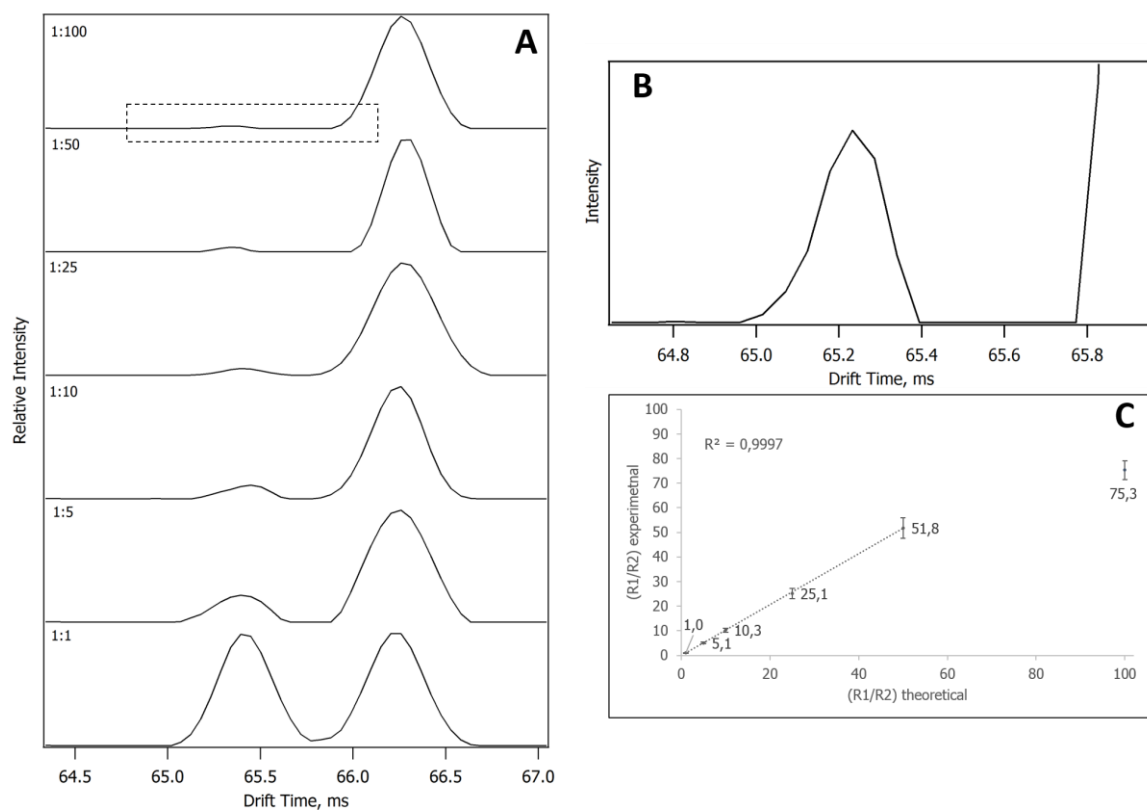 A
1:100
1:50
1:25
1:10
1:5
1:1
Relative Intensity
64.5 65.0 65.5 66.0 66.5 67.0
Drift Time, ms
B
Intensity
64.8 65.0 65.2 65.4 65.6 65.8
Drift Time, ms
C
100
90
80
70
60
50
40
30
20
10
0
R² = 0,9997
75,3
51,8
25,1
10,3
5,1
1,0
(R1/R2) experimetnal
0 20 40 60 80 100
(R1/R2) theoretical